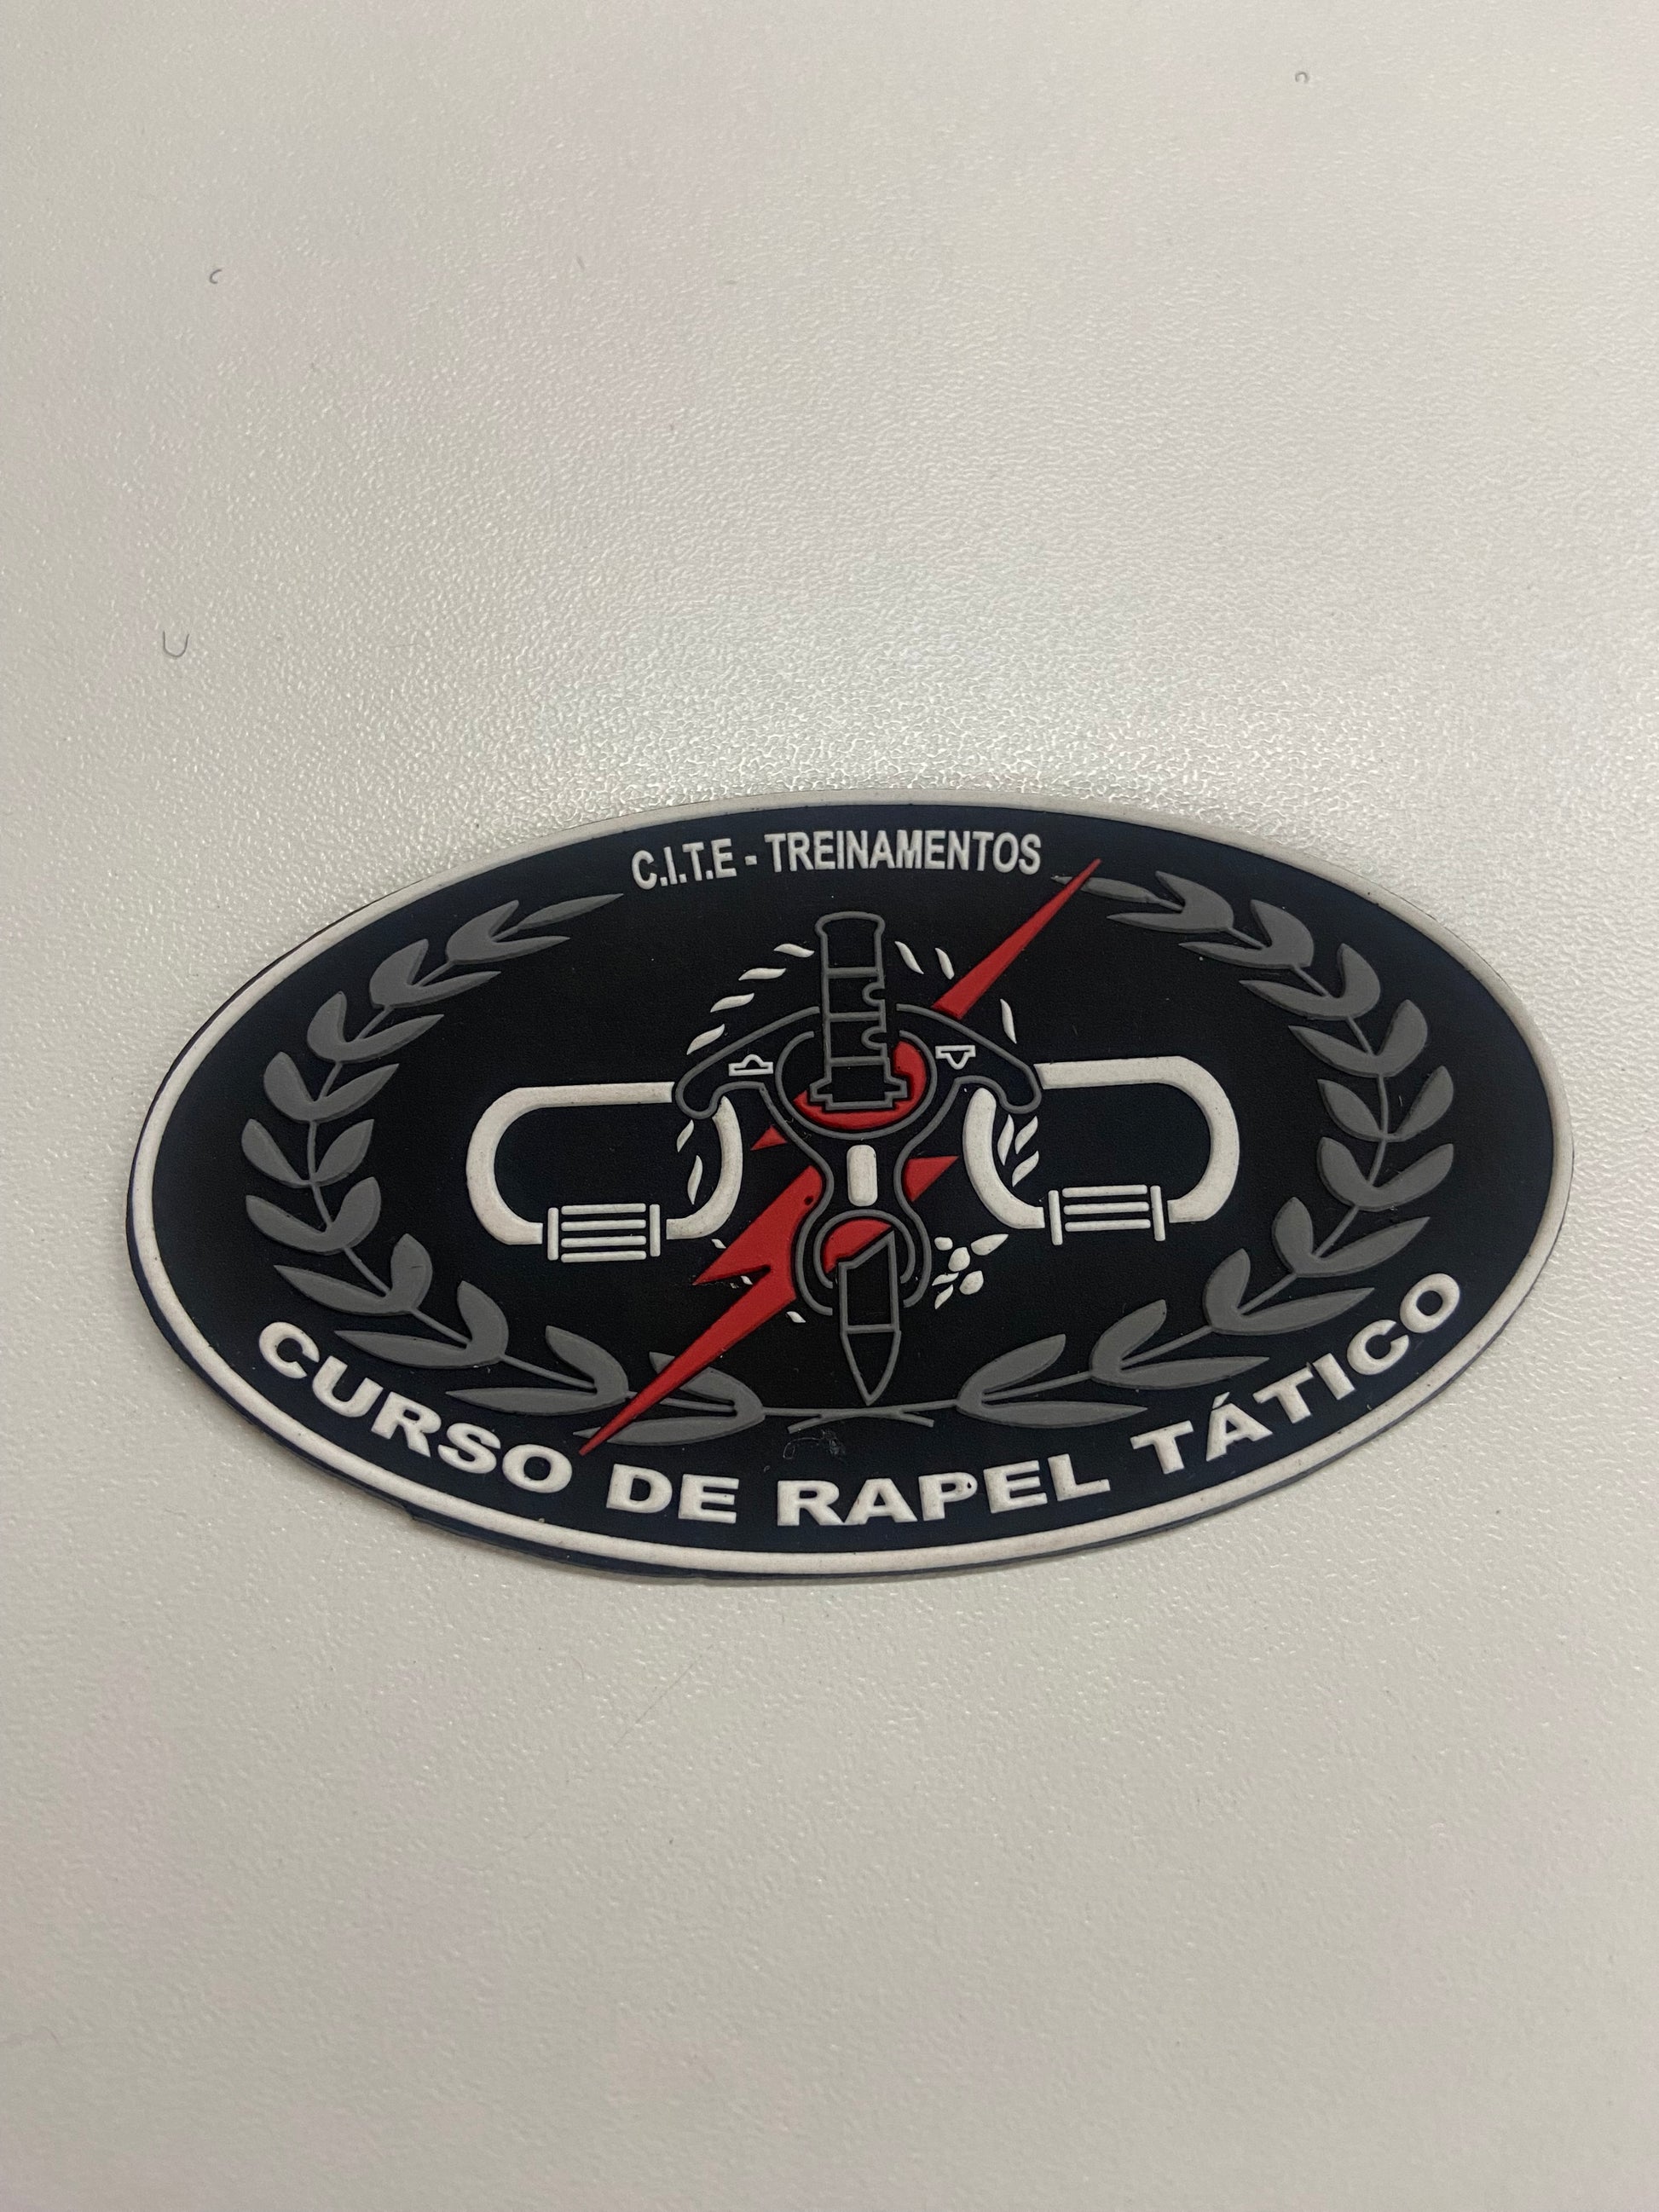 C.I.T.E - TREINAMENTOS
CURSO DE RAPEL TÁTICO